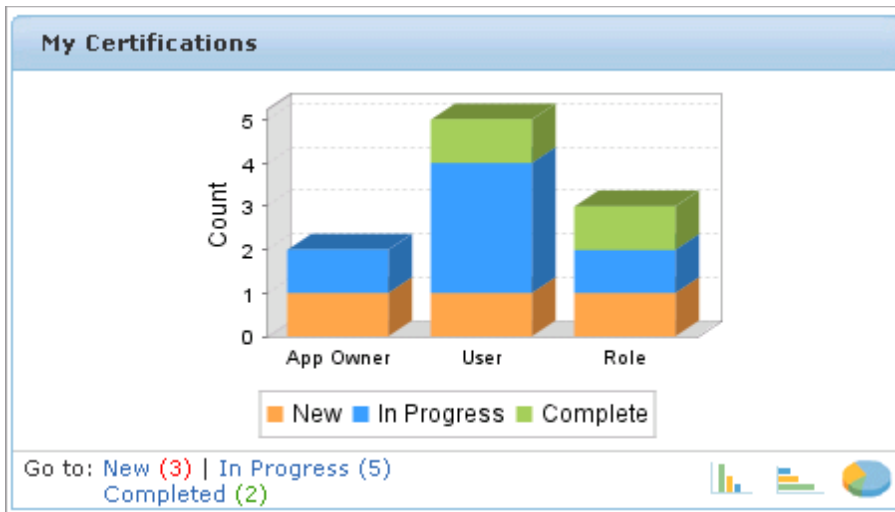 My Certifications
5
4
3
2
1
0
Count
App Owner User Role
New In Progress Complete
Go to: New (3) | In Progress (5)
Completed (2)